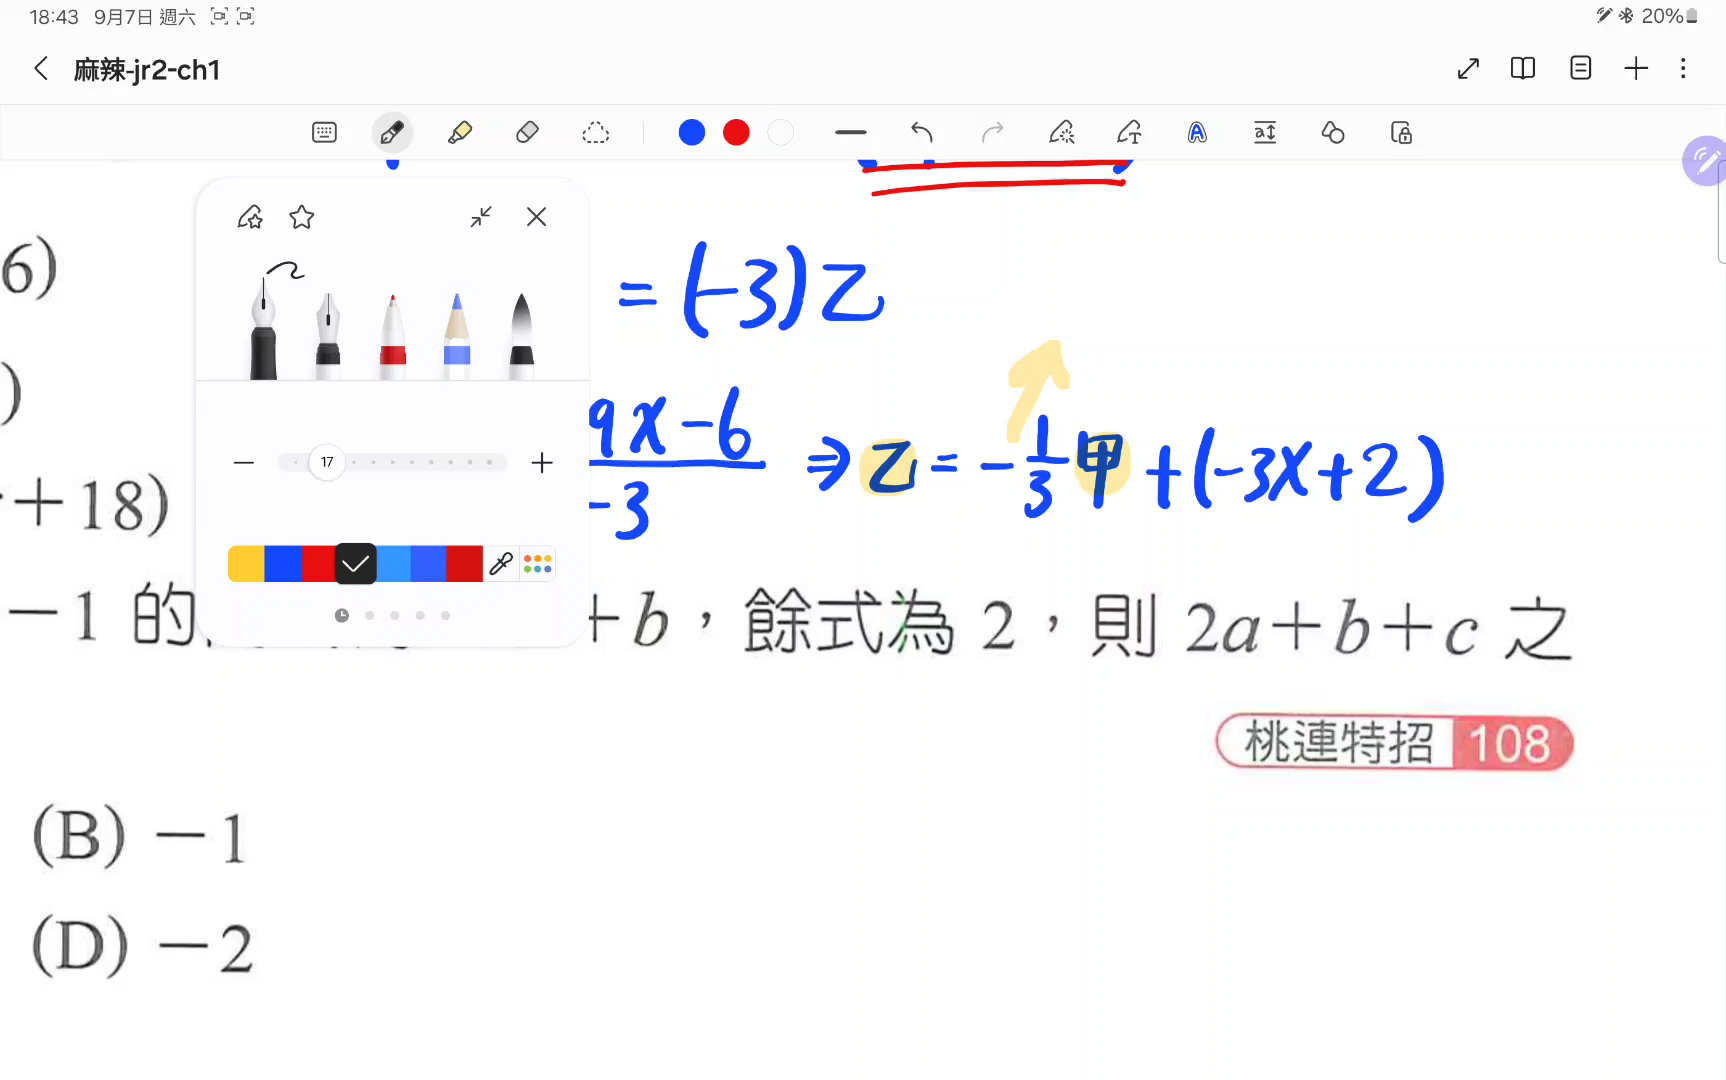 18:43 9月7日 週六 20%
麻辣-jr2-ch1
6)
= (-3)乙
)
9x-6
-3
⇒ 乙 = -1/3 甲 + (-3x+2)
+18)
17
-1 的
+b，餘式為 2，則 2a+b+c 之
桃連特招 108
(B) -1
(D) -2